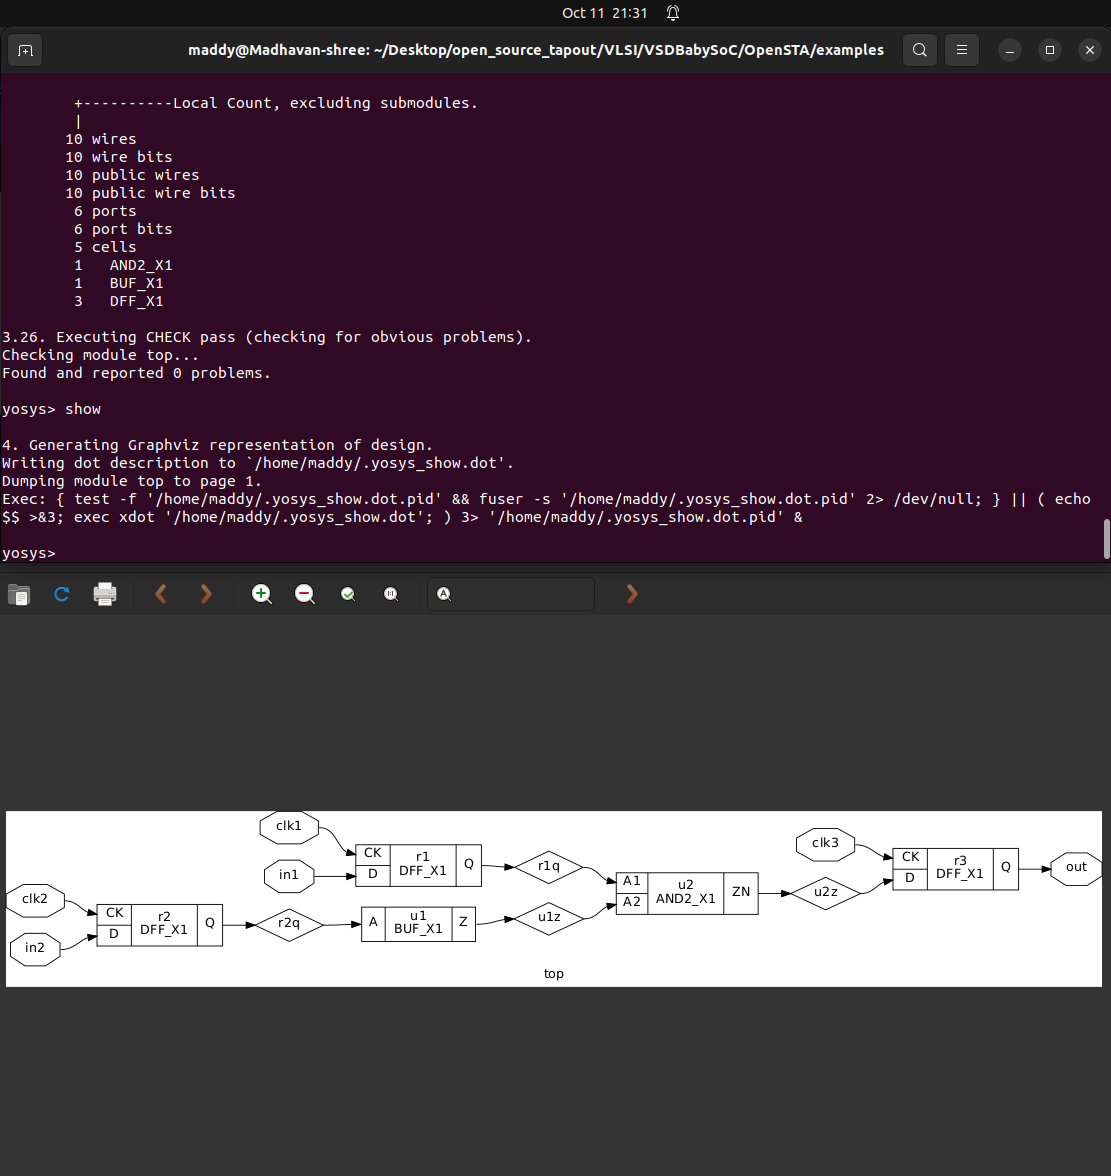 Oct 11 21:31
maddy@Madhavan-shree: ~/Desktop/open_source_tapout/VLSI/VSDBabySoC/OpenSTA/examples
+----------Local Count, excluding submodules.
|
10 wires
10 wire bits
10 public wires
10 public wire bits
6 ports
6 port bits
5 cells
1 AND2_X1
1 BUF_X1
3 DFF_X1
3.26. Executing CHECK pass (checking for obvious problems).
Checking module top...
Found and reported 0 problems.
yosys> show
4. Generating Graphviz representation of design.
Writing dot description to `/home/maddy/.yosys_show.dot'.
Dumping module top to page 1.
Exec: { test -f '/home/maddy/.yosys_show.dot.pid' && fuser -s '/home/maddy/.yosys_show.dot.pid' 2> /dev/null; } || ( echo
$$ >&3; exec xdot '/home/maddy/.yosys_show.dot'; ) 3> '/home/maddy/.yosys_show.dot.pid' &
yosys>
clk2
in2
CK
D
r2
DFF_X1
Q
r2q
clk1
in1
CK
D
r1
DFF_X1
Q
r1q
A
u1
BUF_X1
Z
u1z
A1
A2
u2
AND2_X1
ZN
u2z
clk3
CK
D
r3
DFF_X1
Q
out
top